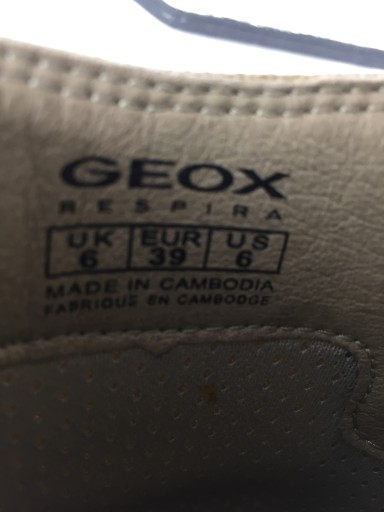 GEOX
RESPIRA
UK EUR US
6 39 6
MADE IN CAMBODIA
FABRIQUE EN CAMBODGE